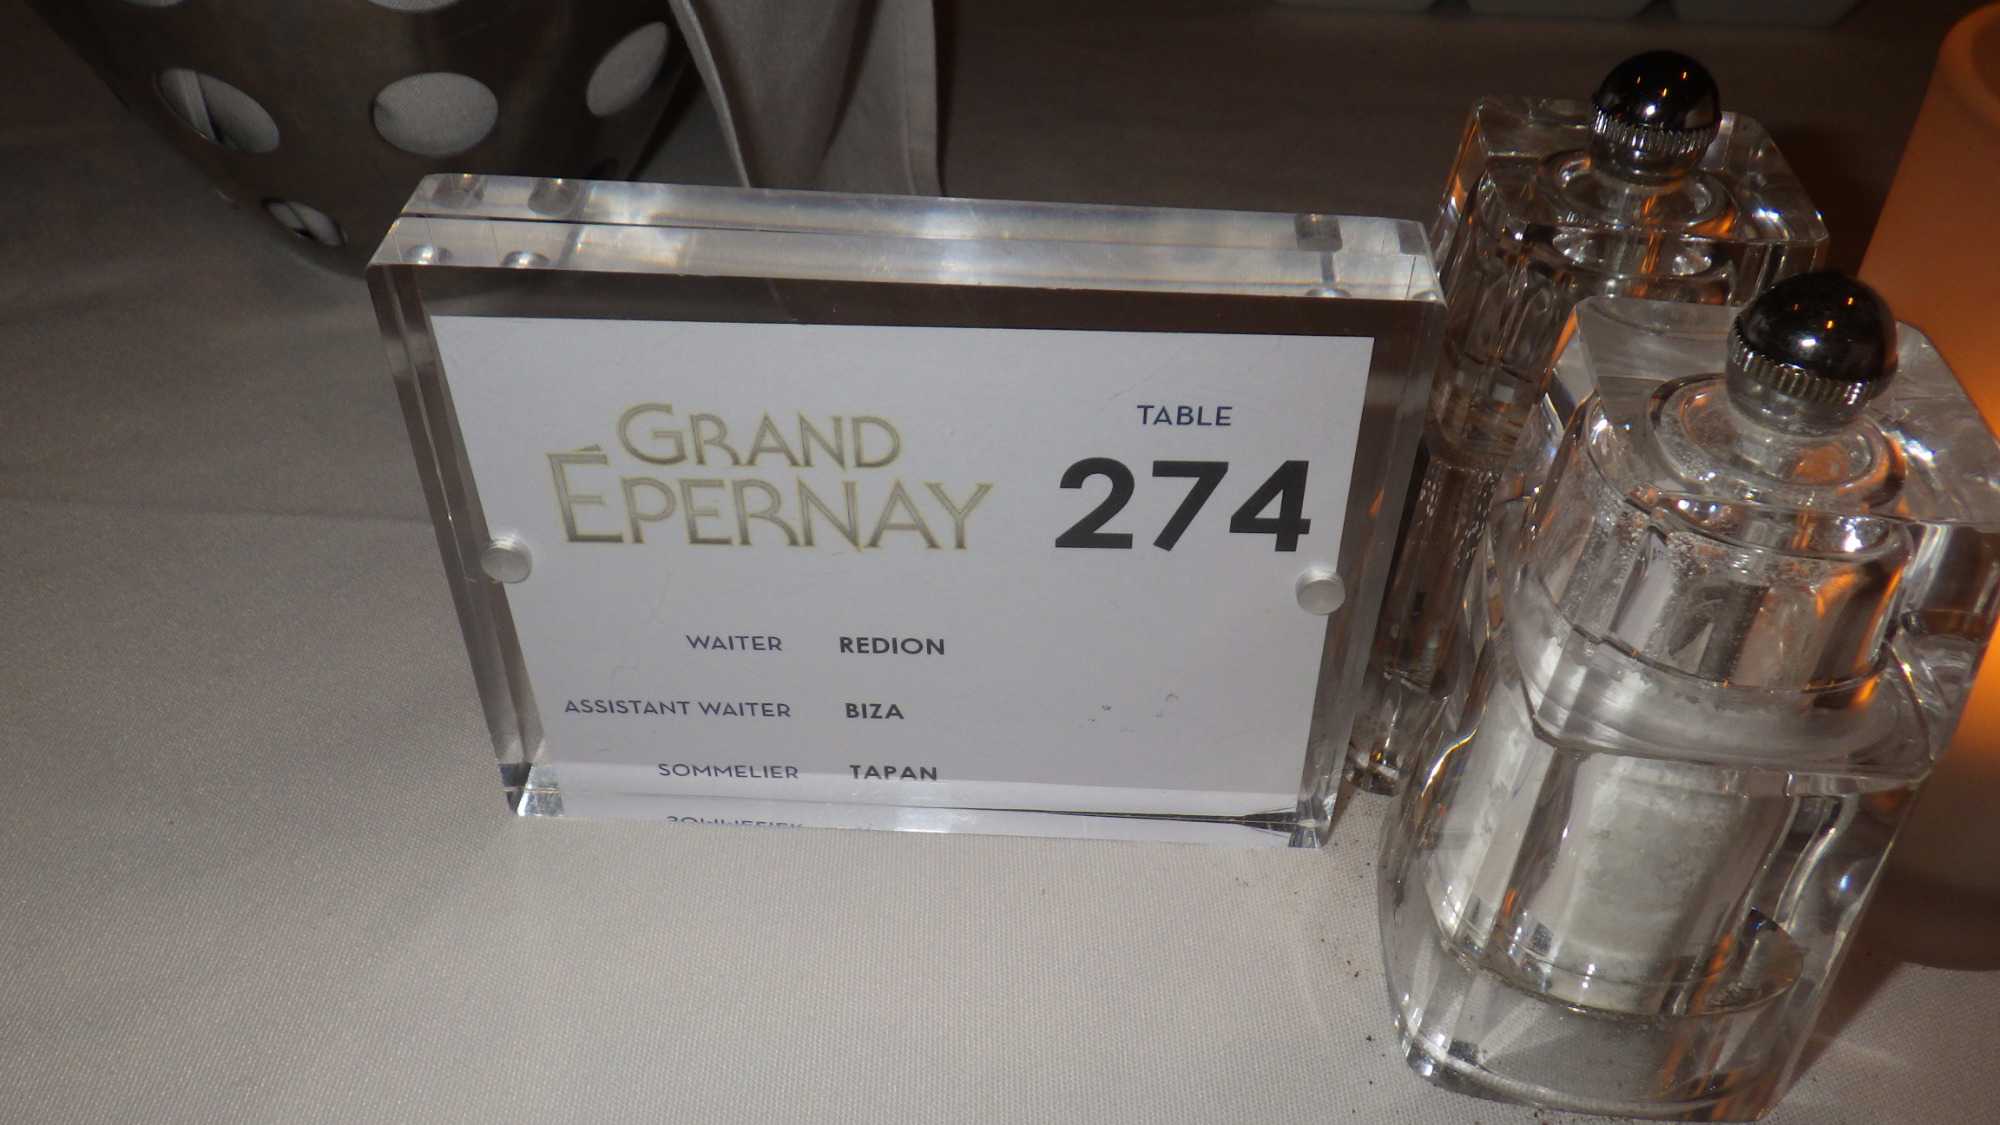 GRAND
ÉPERNAY
TABLE
274
WAITER REDION
ASSISTANT WAITER BIZA
SOMMELIER TAPAN